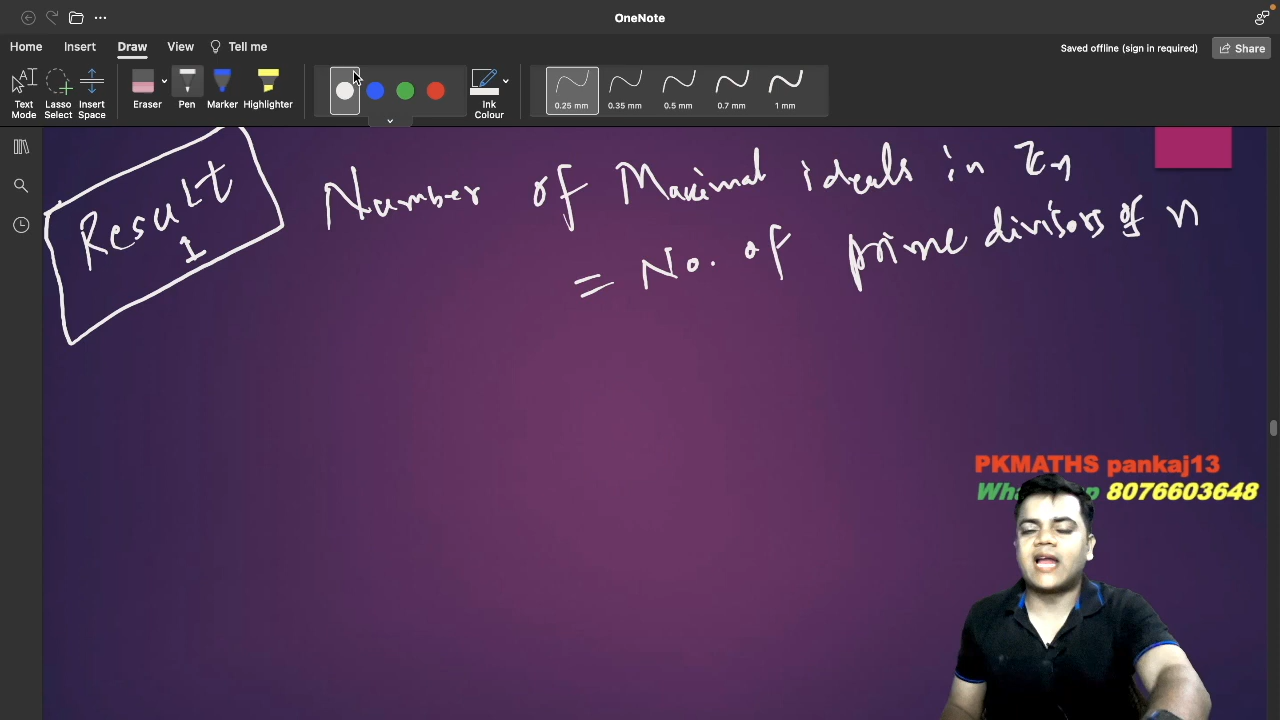 OneNote
Home Insert Draw View Tell me
Saved offline (sign in required) Share
Text Mode Lasso Select Insert Space Eraser Pen Marker Highlighter Ink Colour 0.25 mm 0.35 mm 0.5 mm 0.7 mm 1 mm
Result I
Number of Maximal ideals in Zn
= No. of prime divisors of n
PKMATHS pankaj13
8076603648